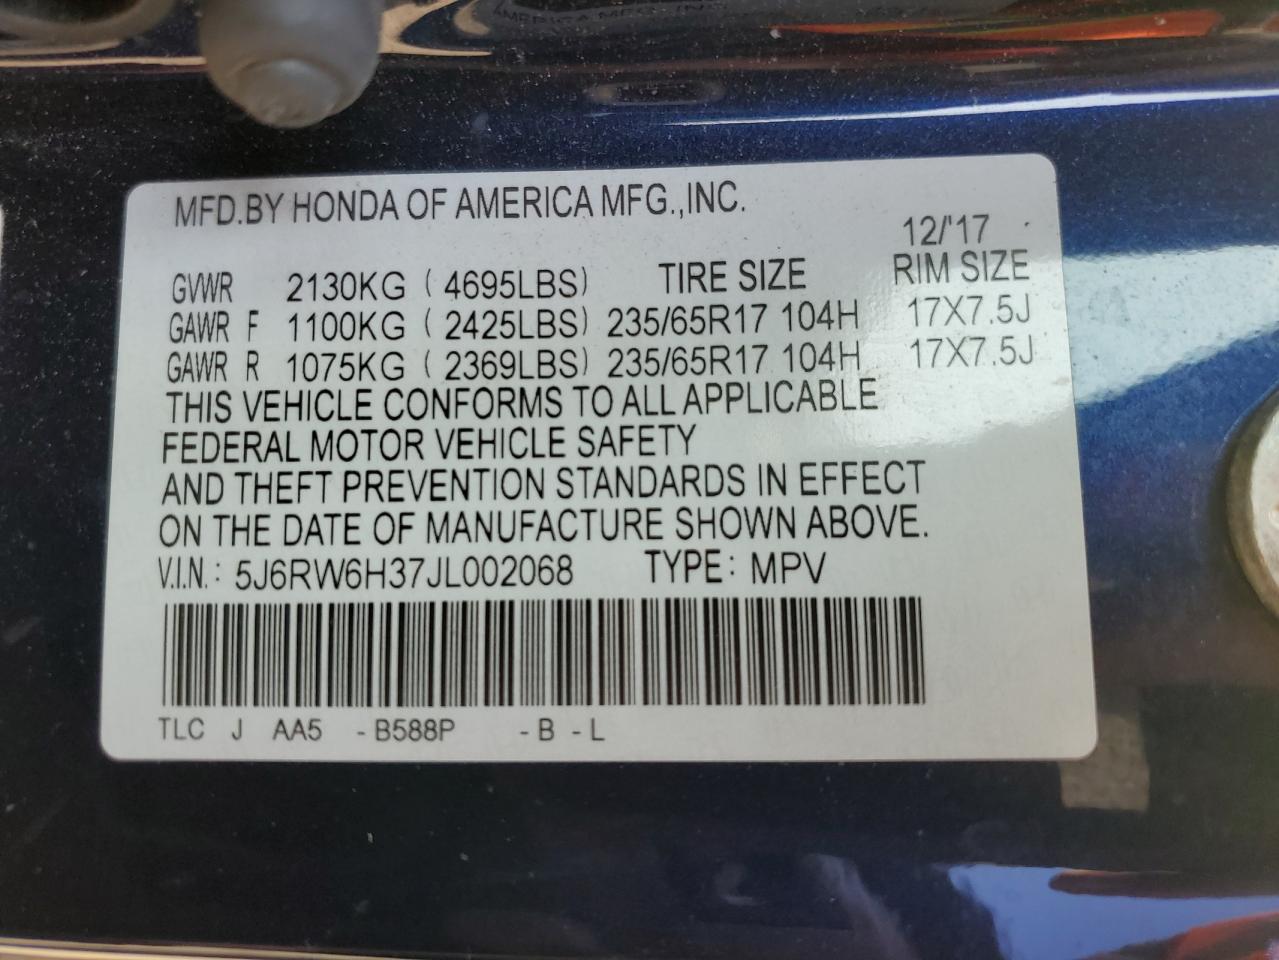 MFD.BY HONDA OF AMERICA MFG.,INC.
12/'17
GVWR 2130KG ( 4695LBS) TIRE SIZE RIM SIZE
GAWR F 1100KG ( 2425LBS) 235/65R17 104H 17X7.5J
GAWR R 1075KG ( 2369LBS) 235/65R17 104H 17X7.5J
THIS VEHICLE CONFORMS TO ALL APPLICABLE
FEDERAL MOTOR VEHICLE SAFETY
AND THEFT PREVENTION STANDARDS IN EFFECT
ON THE DATE OF MANUFACTURE SHOWN ABOVE.
V.I.N.: 5J6RW6H37JL002068 TYPE: MPV
TLC J AA5 -B588P -B -L